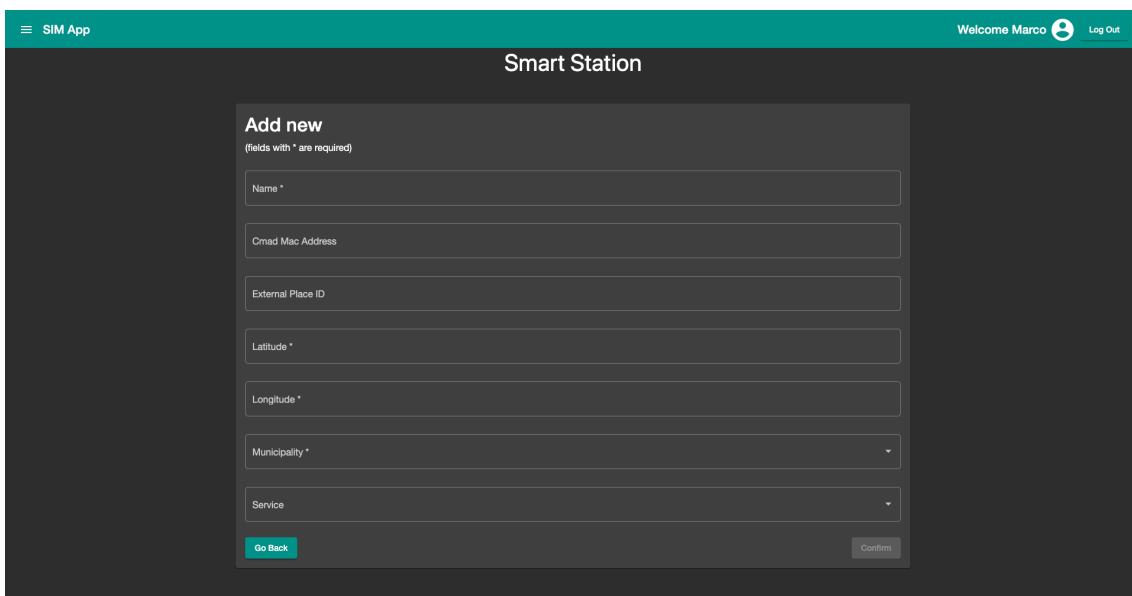 SIM App
Welcome Marco
Log Out
Smart Station
Add new
(fields with * are required)
Name *
Cmad Mac Address
External Place ID
Latitude *
Longitude *
Municipality *
Service
Go Back
Confirm